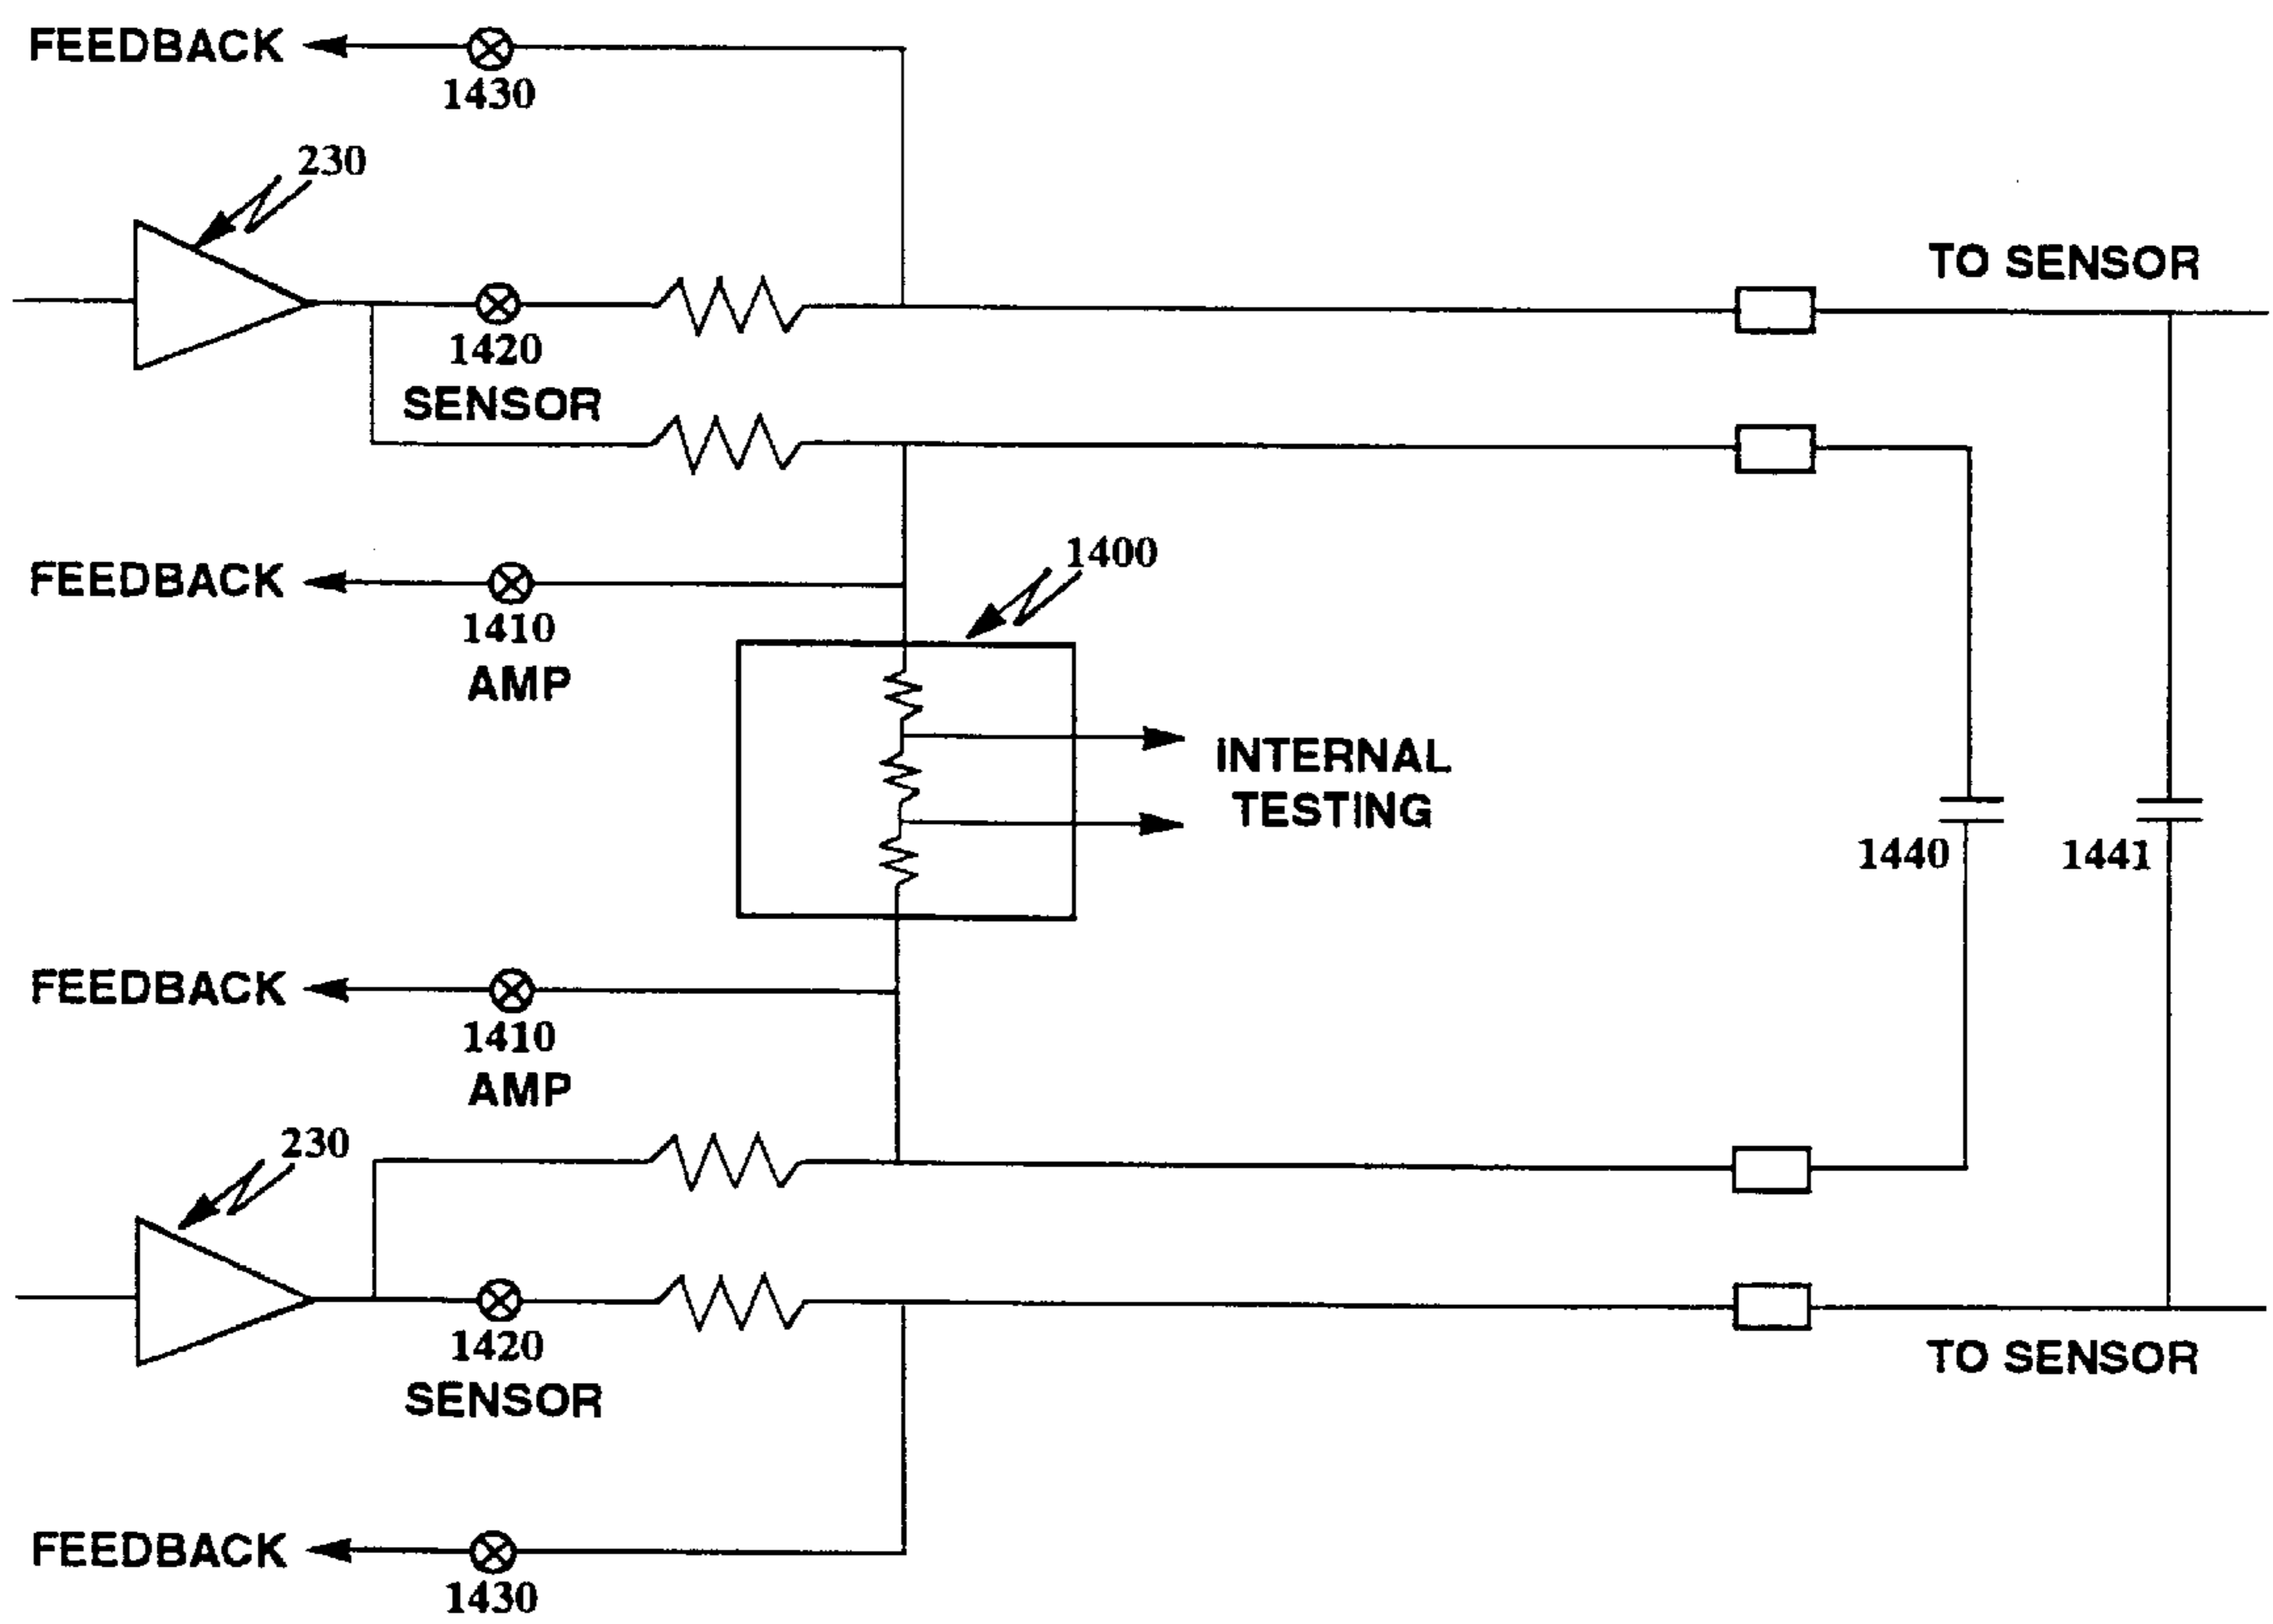 FEEDBACK
1430
230
TO SENSOR
1420
SENSOR
FEEDBACK
1400
1410
AMP
INTERNAL
TESTING
1440
1441
FEEDBACK
1410
AMP
230
1420
SENSOR
TO SENSOR
FEEDBACK
1430